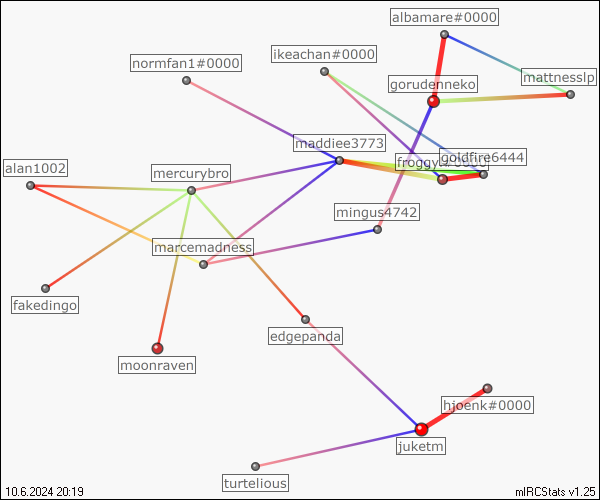 albamare#0000
ikeachan#0000
normfan1#0000
gorudenneko
mattnesslp
maddiee3773
goldfire6444
alan1002
mercurybro
mingus4742
marcemadness
fakedingo
edgepanda
moonraven
hjoenk#0000
juketm
turtelious
10.6.2024 20:19
mIRCStats v1.25